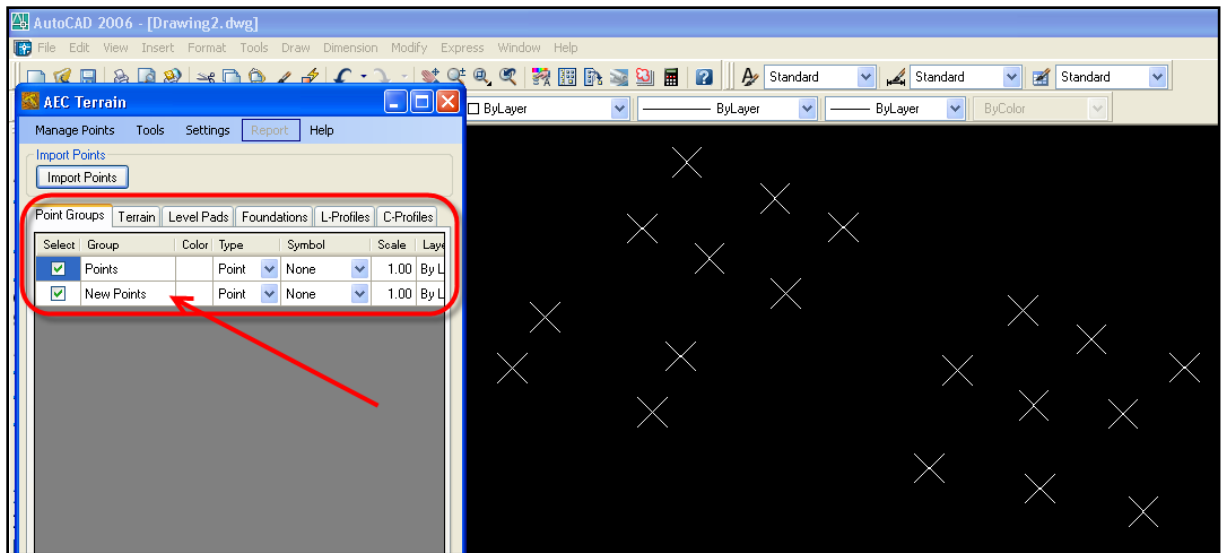 AutoCAD 2006 - [Drawing2.dwg]
File Edit View Insert Format Tools Draw Dimension Modify Express Window Help
Standard Standard Standard
AEC Terrain
ByLayer ByLayer ByLayer ByColor
Manage Points Tools Settings Report Help
Import Points
Import Points
Point Groups Terrain Level Pads Foundations L-Profiles C-Profiles
Select Group Color Type Symbol Scale Laye
Points Point None 1.00 By L
New Points Point None 1.00 By L